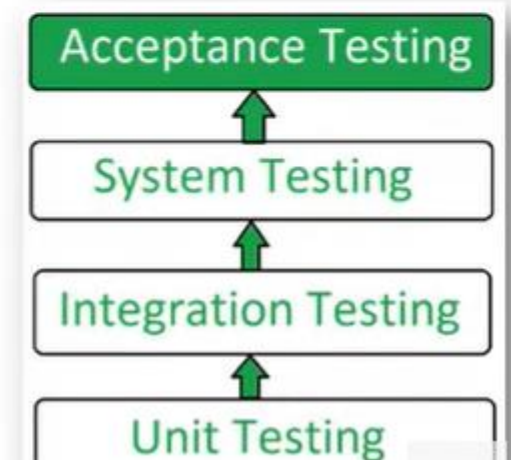 Acceptance Testing
System Testing
Integration Testing
Unit Testing